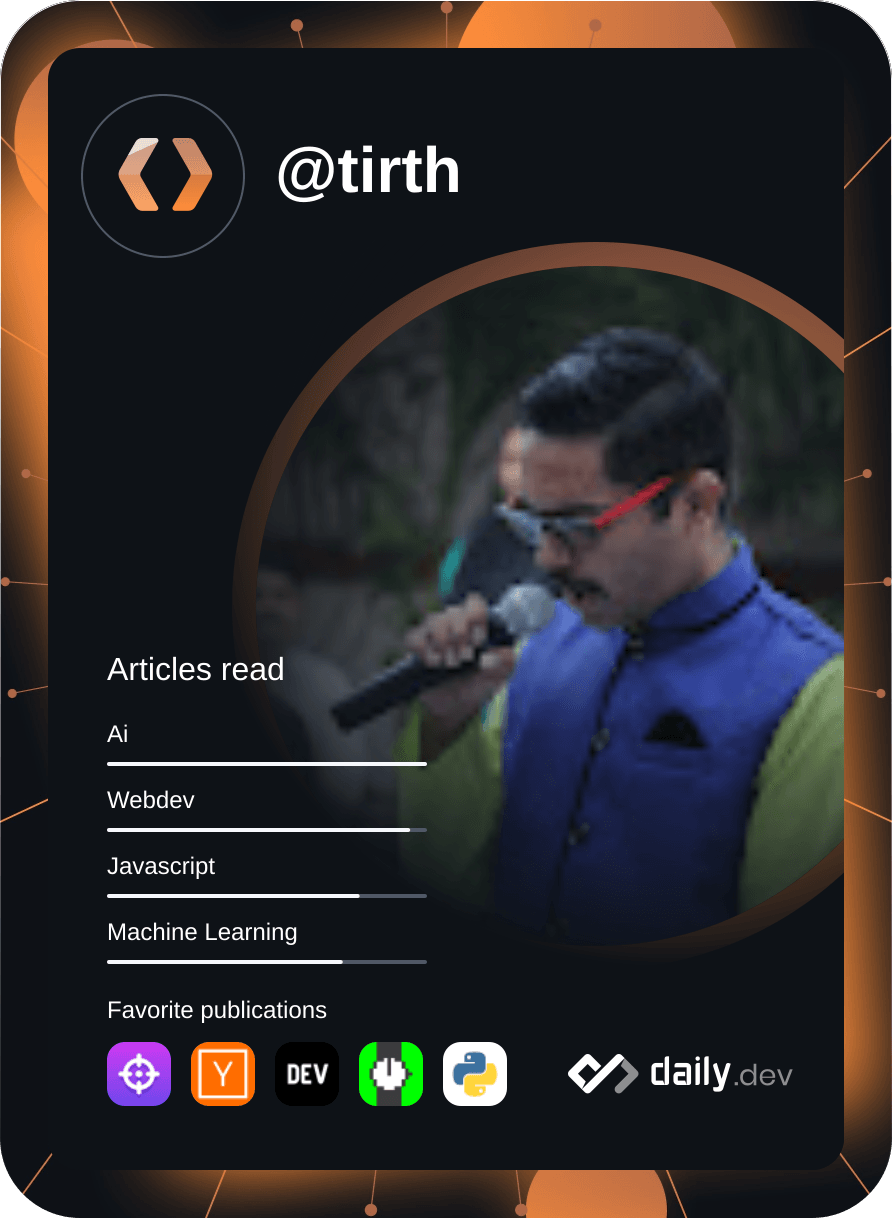 @tirth
Articles read
Ai
Webdev
Javascript
Machine Learning
Favorite publications
Y
DEV
daily.dev